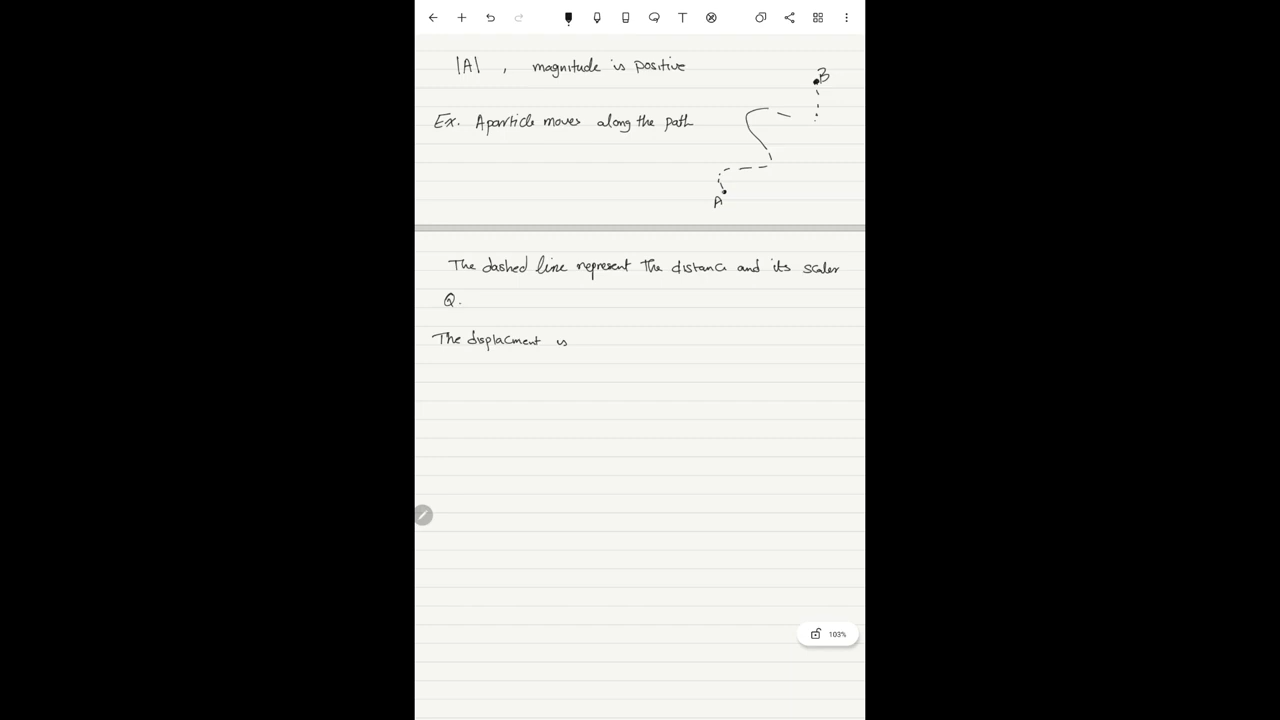 T
|A| , magnitude is positive
B
Ex. A particle moves along the path
A
The dashed line represent the distanc and its scaler
Q.
The displacment is
103%